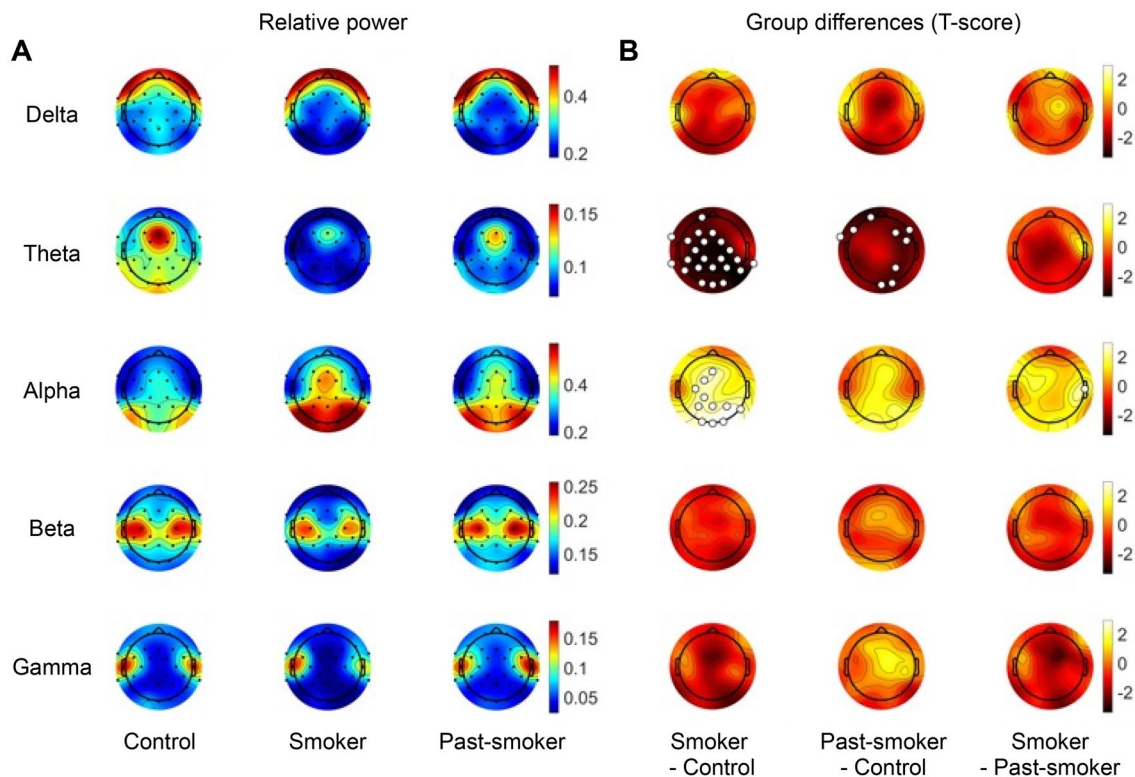 Relative power
Group differences (T-score)
A
B
Delta
0.4
0.2
2
0
-2
Theta
0.15
0.1
2
0
-2
Alpha
0.4
0.2
2
0
-2
Beta
0.25
0.2
0.15
2
0
-2
Gamma
0.15
0.1
0.05
2
0
-2
Control
Smoker
Past-smoker
Smoker
- Control
Past-smoker
- Control
Smoker
- Past-smoker